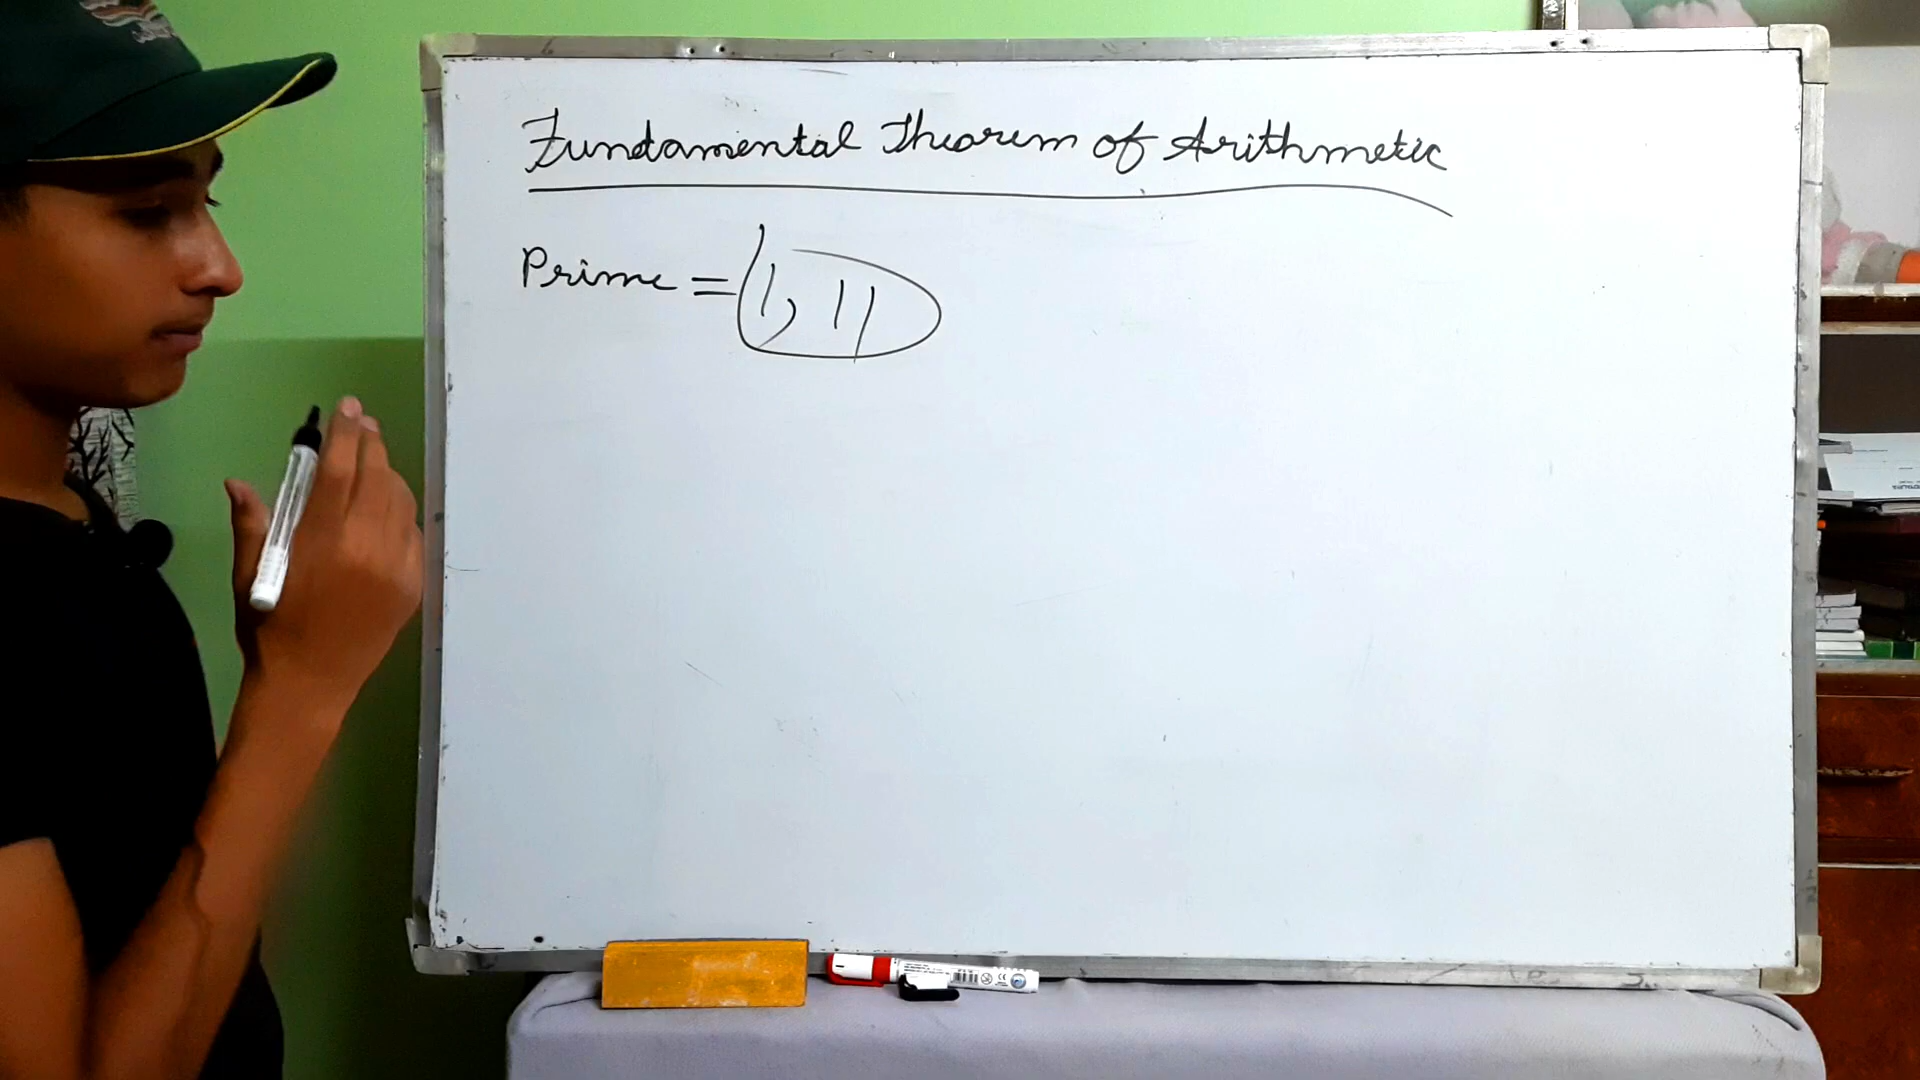 Fundamental Theorem of Arithmetic
Prime = 1, 11